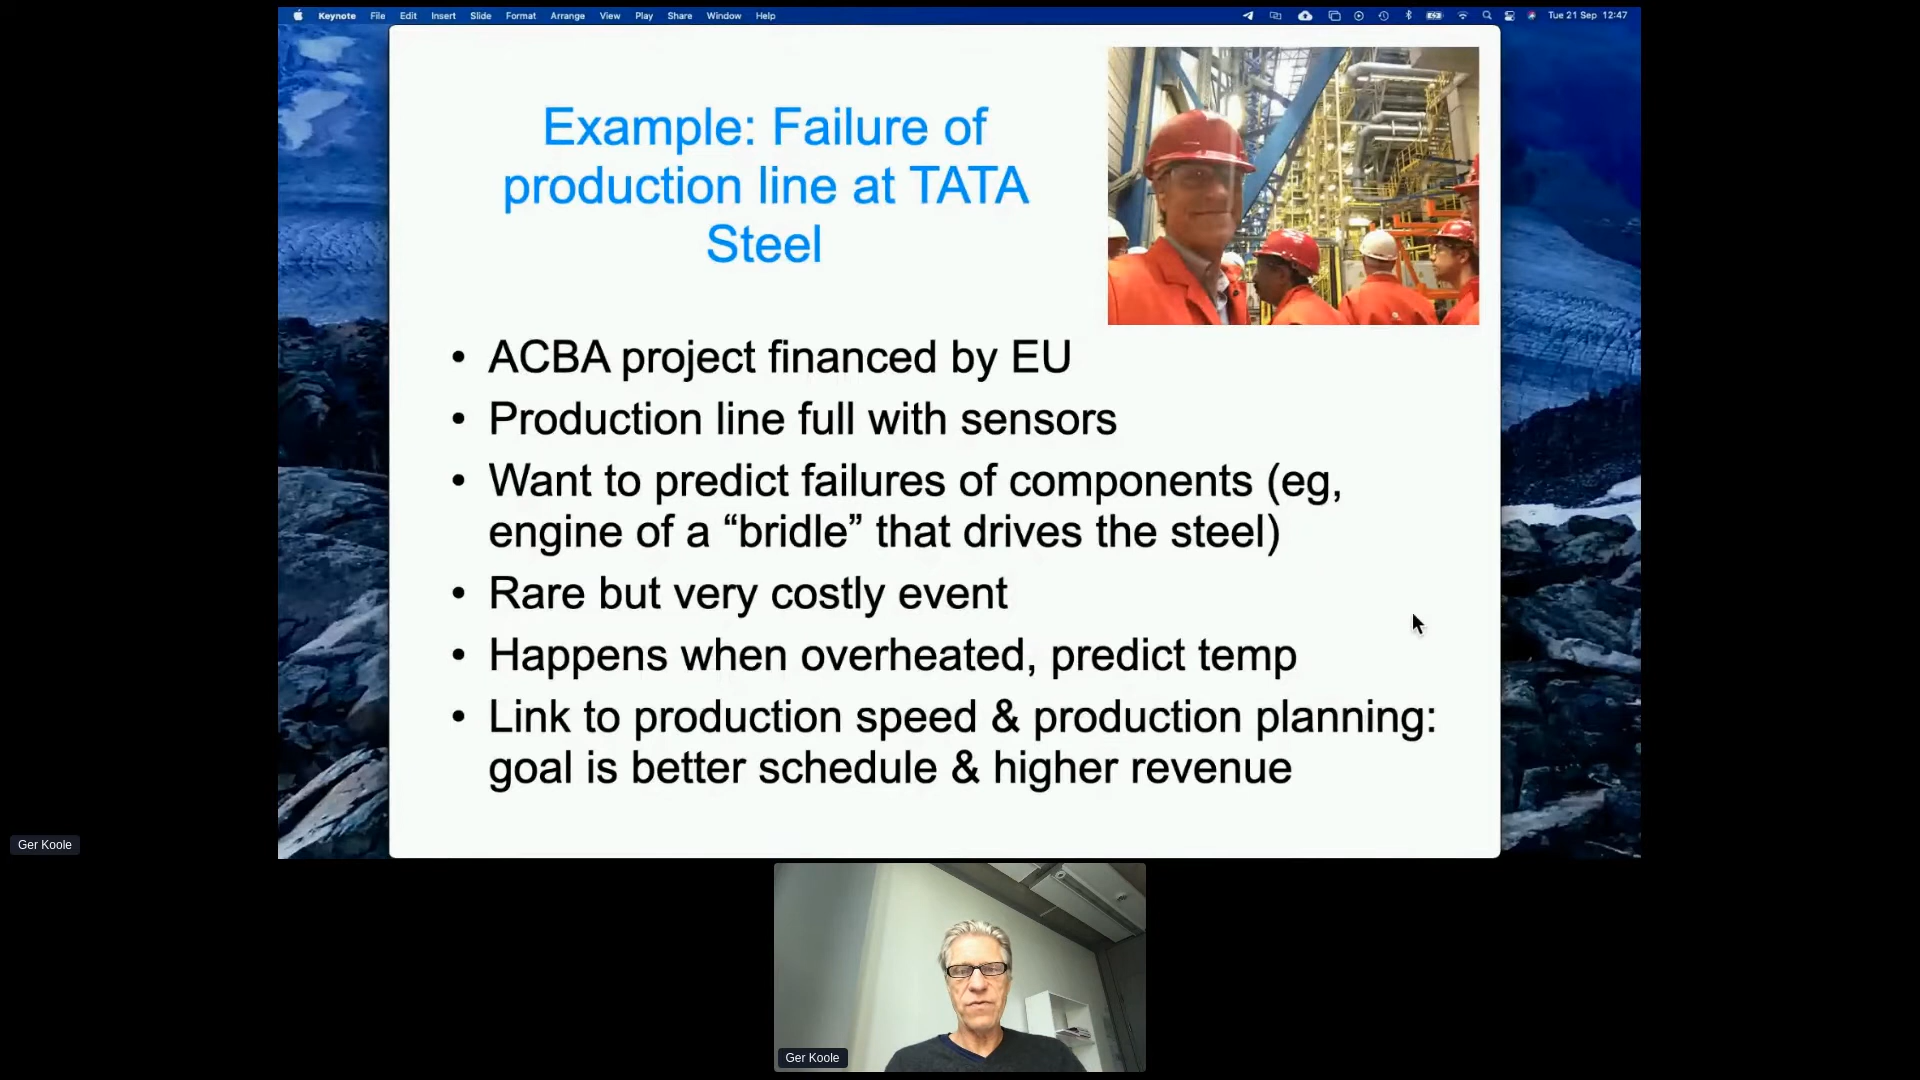 Keynote File Edit Insert Slide Format Arrange View Play Share Window Help Tue 21 Sep 12:47
Example: Failure of
production line at TATA
Steel
• ACBA project financed by EU
• Production line full with sensors
• Want to predict failures of components (eg,
engine of a “bridle” that drives the steel)
• Rare but very costly event
• Happens when overheated, predict temp
• Link to production speed & production planning:
goal is better schedule & higher revenue
Ger Koole
Ger Koole